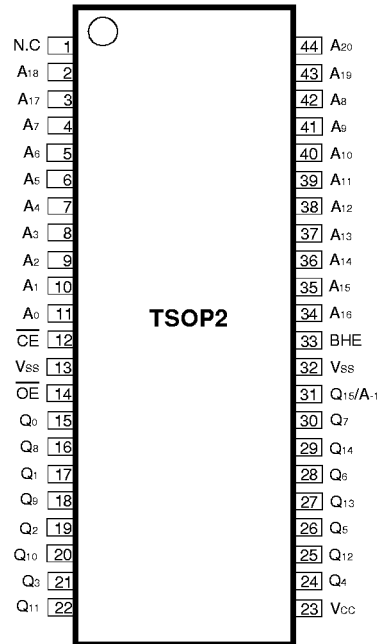 N.C 1 44 A20
A18 2 43 A19
A17 3 42 A8
A7 4 41 A9
A6 5 40 A10
A5 6 39 A11
A4 7 38 A12
A3 8 37 A13
A2 9 36 A14
A1 10 35 A15
A0 11 34 A16
TSOP2
C̅E̅ 12 33 BHE
VSS 13 32 VSS
O̅E̅ 14 31 Q15/A-1
Q0 15 30 Q7
Q8 16 29 Q14
Q1 17 28 Q6
Q9 18 27 Q13
Q2 19 26 Q5
Q10 20 25 Q12
Q3 21 24 Q4
Q11 22 23 VCC